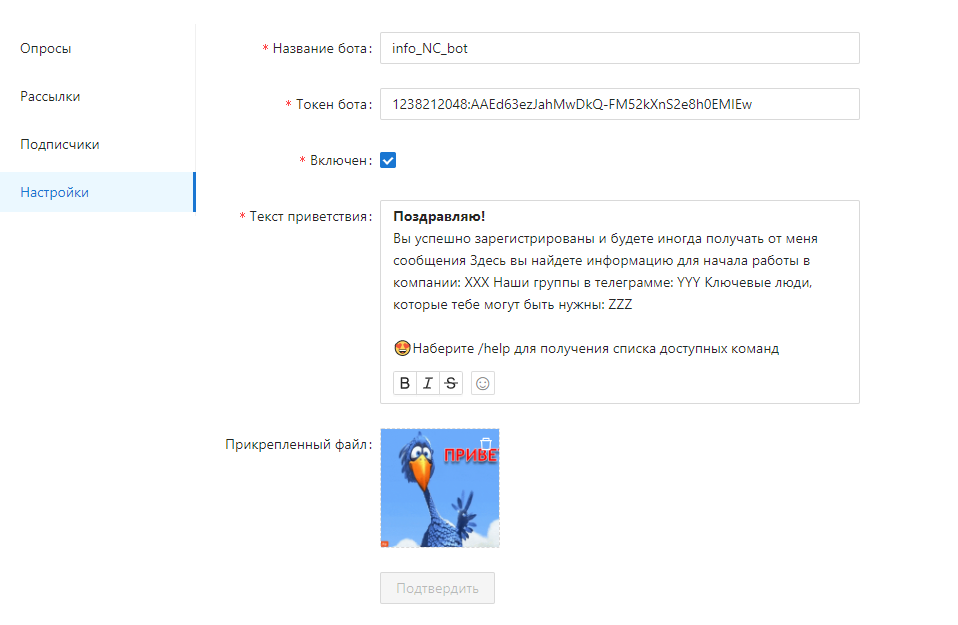 Опросы
Рассылки
Подписчики
Настройки
* Название бота:
info_NC_bot
* Токен бота:
1238212048:AAEd63ezJahMwDkQ-FM52kXnS2e8h0EMIEw
* Включен:
* Текст приветствия:
Поздравляю!
Вы успешно зарегистрированы и будете иногда получать от меня
сообщения Здесь вы найдете информацию для начала работы в
компании: XXX Наши группы в телеграмме: YYY Ключевые люди,
которые тебе могут быть нужны: ZZZ
🤩Наберите /help для получения списка доступных команд
B I S
Прикрепленный файл:
ПРИВЕ
Подтвердить